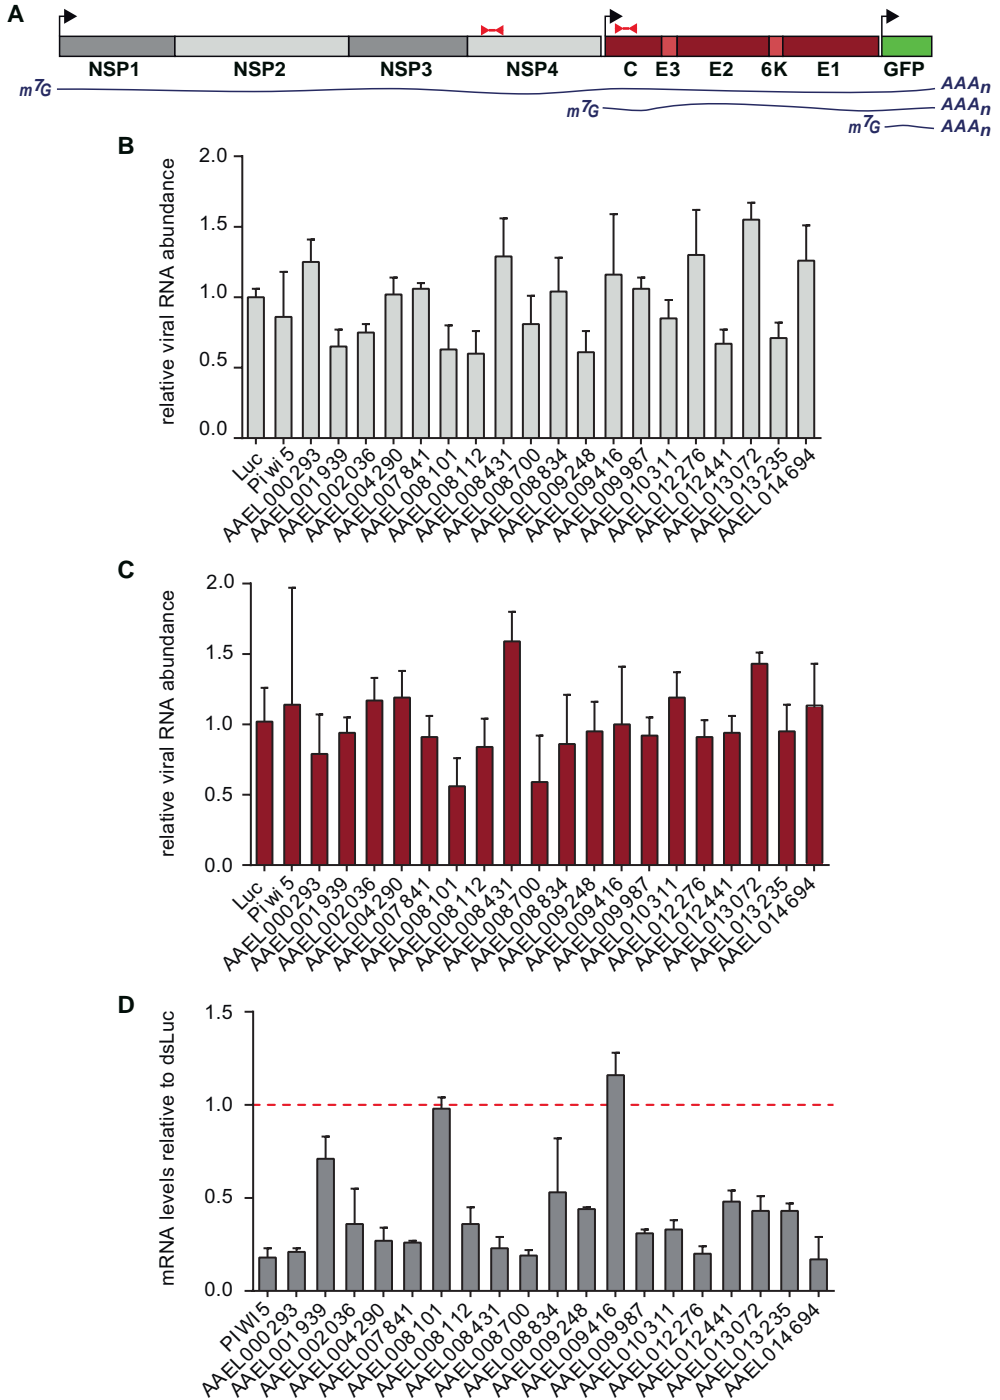 A
NSP1 NSP2 NSP3 NSP4 C E3 E2 6K E1 GFP
m7G AAAn
m7G AAAn
m7G AAAn
B
relative viral RNA abundance
2.0
1.5
1.0
0.5
0.0
Luc
Piwi 5
AAEL000293
AAEL001939
AAEL002036
AAEL004290
AAEL007841
AAEL008101
AAEL008112
AAEL008431
AAEL008700
AAEL008834
AAEL009248
AAEL009416
AAEL009987
AAEL010311
AAEL012276
AAEL012441
AAEL013072
AAEL013235
AAEL014694
C
relative viral RNA abundance
2.0
1.5
1.0
0.5
0.0
Luc
Piwi 5
AAEL000293
AAEL001939
AAEL002036
AAEL004290
AAEL007841
AAEL008101
AAEL008112
AAEL008431
AAEL008700
AAEL008834
AAEL009248
AAEL009416
AAEL009987
AAEL010311
AAEL012276
AAEL012441
AAEL013072
AAEL013235
AAEL014694
D
mRNA levels relative to dsLuc
1.5
1.0
0.5
0.0
PIWI5
AAEL000293
AAEL001939
AAEL002036
AAEL004290
AAEL007841
AAEL008101
AAEL008112
AAEL008431
AAEL008700
AAEL008834
AAEL009248
AAEL009416
AAEL009987
AAEL010311
AAEL012276
AAEL012441
AAEL013072
AAEL013235
AAEL014694